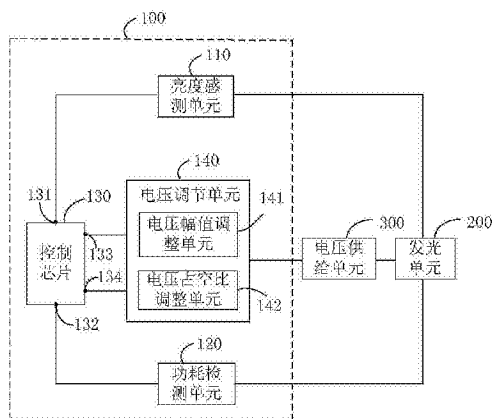 100
110
亮度感
测单元
140
131
130
电压调节单元
141
电压幅值调
整单元
300
200
控制
芯片
133
电压供
给单元
发光
单元
134
电压占空比
调整单元
142
132
120
功耗检
测单元